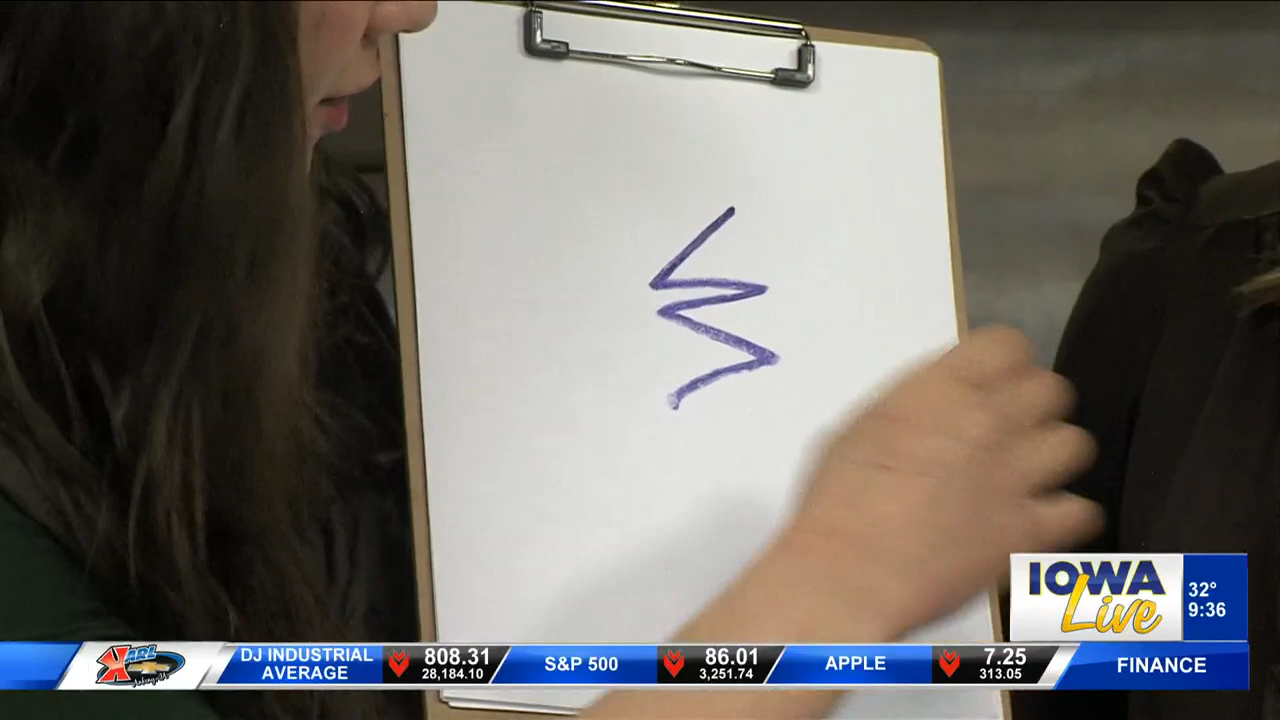 IOWA
Live
32°
9:36
KARL
DJ INDUSTRIAL
AVERAGE
808.31
28,184.10
S&P 500
86.01
3,251.74
APPLE
7.25
313.05
FINANCE